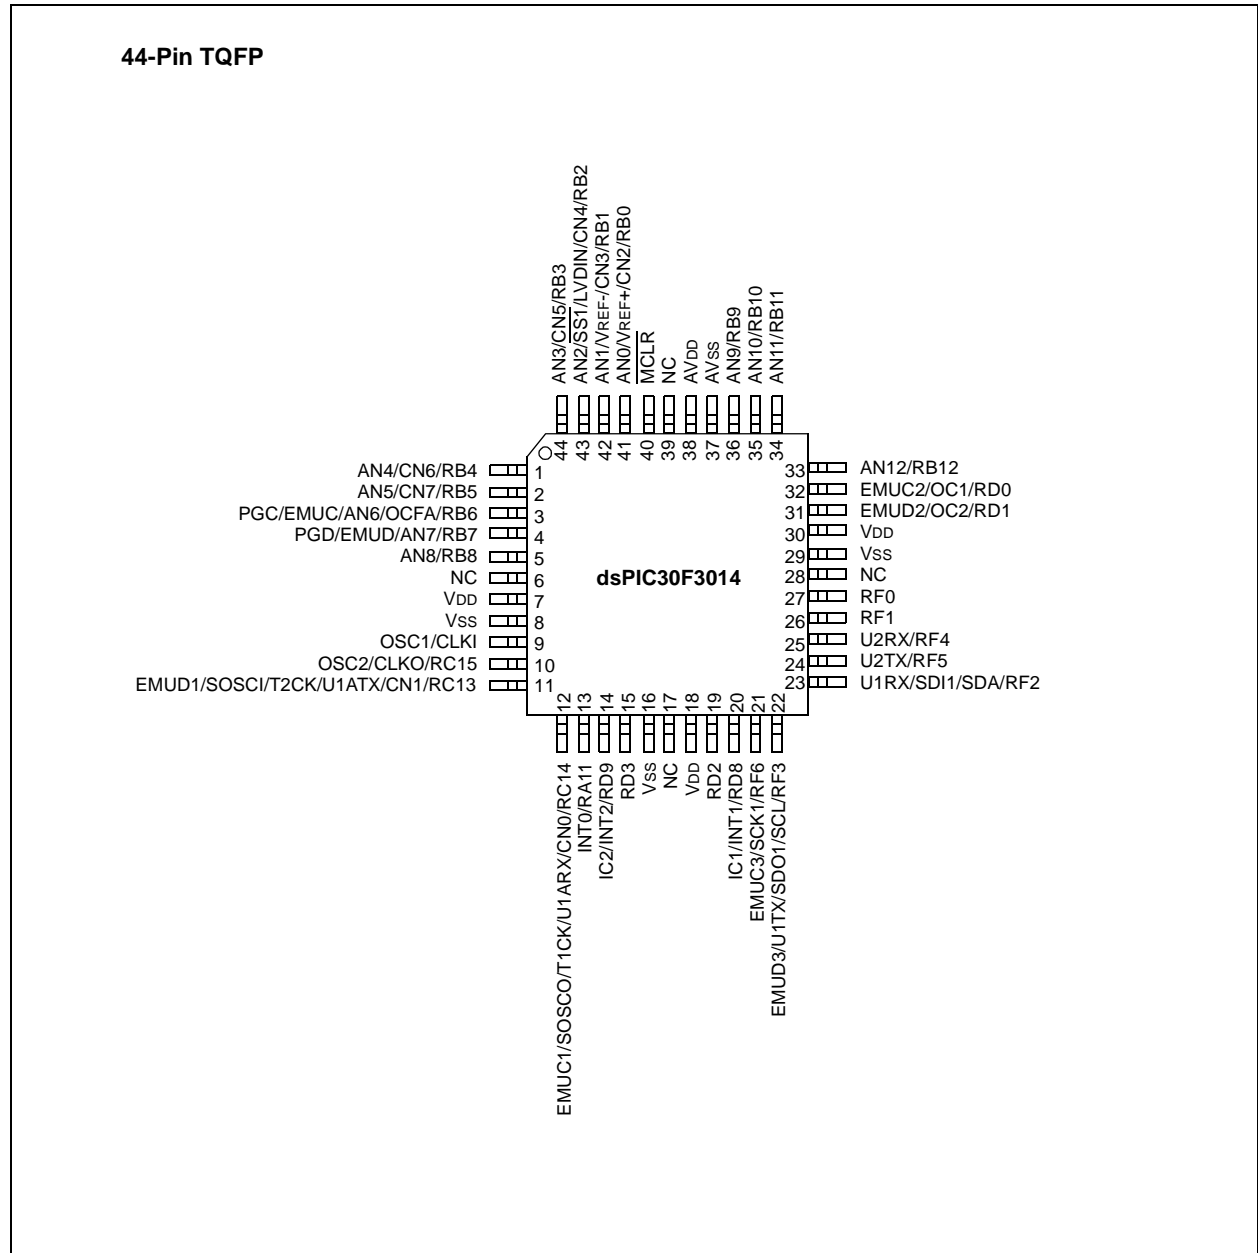 44-Pin TQFP
AN3/CN5/RB3
AN2/SS1/LVDIN/CN4/RB2
AN1/VREF-/CN3/RB1
AN0/VREF+/CN2/RB0
MCLR
NC
AVDD
AVSS
AN9/RB9
AN10/RB10
AN11/RB11
44
43
42
41
40
39
38
37
36
35
34
AN4/CN6/RB4 1
AN5/CN7/RB5 2
PGC/EMUC/AN6/OCFA/RB6 3
PGD/EMUD/AN7/RB7 4
AN8/RB8 5
NC 6
VDD 7
VSS 8
OSC1/CLKI 9
OSC2/CLKO/RC15 10
EMUD1/SOSCI/T2CK/U1ATX/CN1/RC13 11
dsPIC30F3014
33 AN12/RB12
32 EMUC2/OC1/RD0
31 EMUD2/OC2/RD1
30 VDD
29 VSS
28 NC
27 RF0
26 RF1
25 U2RX/RF4
24 U2TX/RF5
23 U1RX/SDI1/SDA/RF2
12
13
14
15
16
17
18
19
20
21
22
EMUC1/SOSCO/T1CK/U1ARX/CN0/RC14
INT0/RA11
IC2/INT2/RD9
RD3
VSS
NC
VDD
RD2
IC1/INT1/RD8
EMUC3/SCK1/RF6
EMUD3/U1TX/SDO1/SCL/RF3